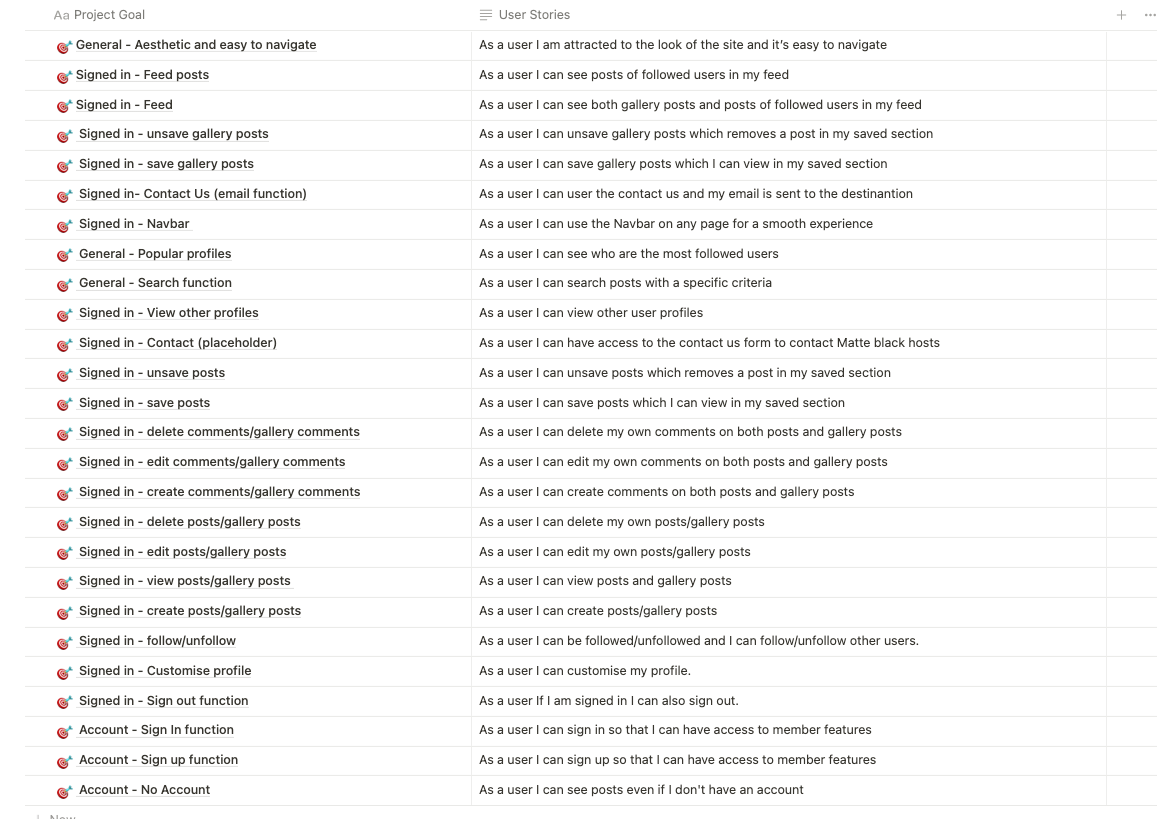 Aa Project Goal User Stories
General - Aesthetic and easy to navigate As a user I am attracted to the look of the site and it's easy to navigate
Signed in - Feed posts As a user I can see posts of followed users in my feed
Signed in - Feed As a user I can see both gallery posts and posts of followed users in my feed
Signed in - unsave gallery posts As a user I can unsave gallery posts which removes a post in my saved section
Signed in - save gallery posts As a user I can save gallery posts which I can view in my saved section
Signed in- Contact Us (email function) As a user I can user the contact us and my email is sent to the destinantion
Signed in - Navbar As a user I can use the Navbar on any page for a smooth experience
General - Popular profiles As a user I can see who are the most followed users
General - Search function As a user I can search posts with a specific criteria
Signed in - View other profiles As a user I can view other user profiles
Signed in - Contact (placeholder) As a user I can have access to the contact us form to contact Matte black hosts
Signed in - unsave posts As a user I can unsave posts which removes a post in my saved section
Signed in - save posts As a user I can save posts which I can view in my saved section
Signed in - delete comments/gallery comments As a user I can delete my own comments on both posts and gallery posts
Signed in - edit comments/gallery comments As a user I can edit my own comments on both posts and gallery posts
Signed in - create comments/gallery comments As a user I can create comments on both posts and gallery posts
Signed in - delete posts/gallery posts As a user I can delete my own posts/gallery posts
Signed in - edit posts/gallery posts As a user I can edit my own posts/gallery posts
Signed in - view posts/gallery posts As a user I can view posts and gallery posts
Signed in - create posts/gallery posts As a user I can create posts/gallery posts
Signed in - follow/unfollow As a user I can be followed/unfollowed and I can follow/unfollow other users.
Signed in - Customise profile As a user I can customise my profile.
Signed in - Sign out function As a user If I am signed in I can also sign out.
Account - Sign In function As a user I can sign in so that I can have access to member features
Account - Sign up function As a user I can sign up so that I can have access to member features
Account - No Account As a user I can see posts even if I don't have an account
New